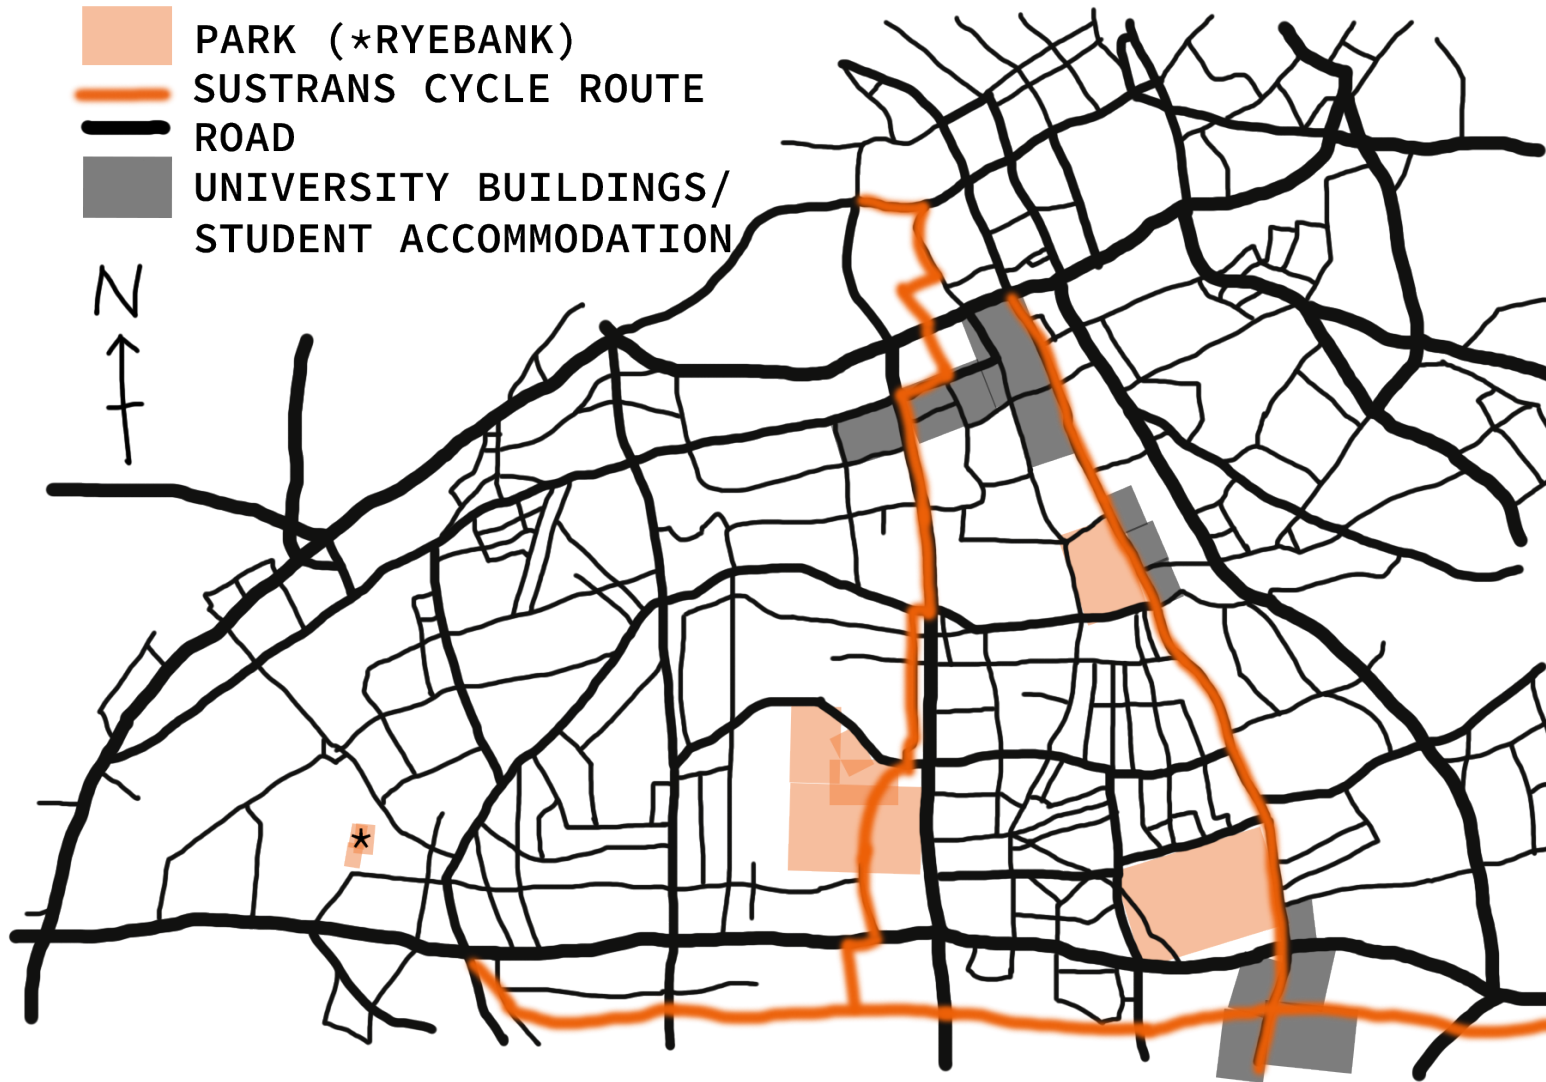 PARK (*RYEBANK)
SUSTRANS CYCLE ROUTE
ROAD
UNIVERSITY BUILDINGS/
STUDENT ACCOMMODATION
N
*